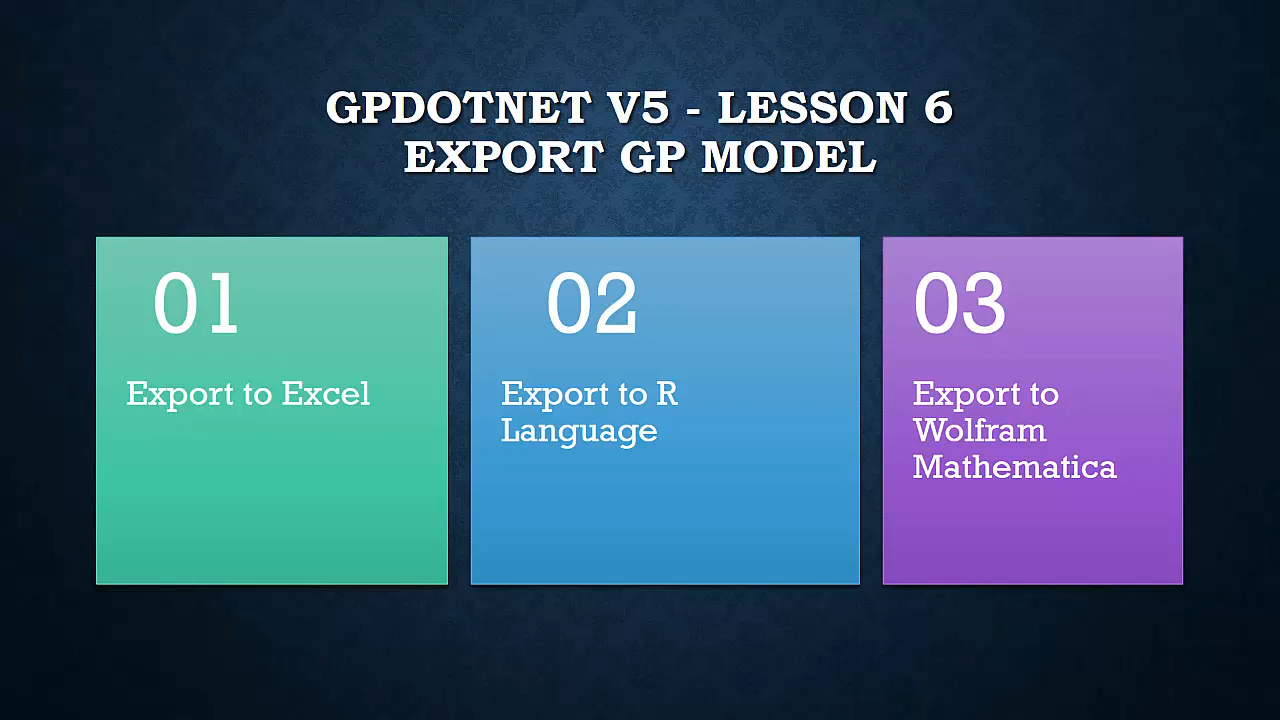 GPDOTNET V5 - LESSON 6
EXPORT GP MODEL
01
Export to Excel
02
Export to R
Language
03
Export to
Wolfram
Mathematica